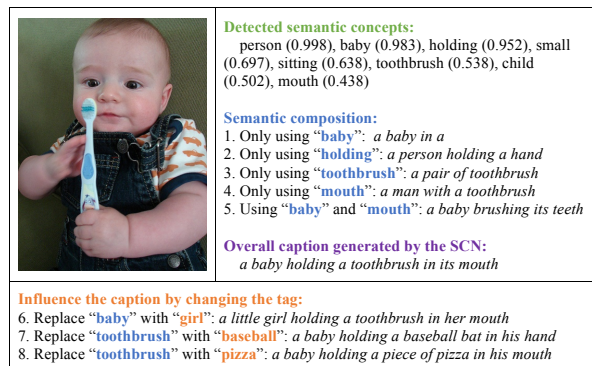 Detected semantic concepts:
person (0.998), baby (0.983), holding (0.952), small
(0.697), sitting (0.638), toothbrush (0.538), child
(0.502), mouth (0.438)
Semantic composition:
1. Only using “baby”: a baby in a
2. Only using “holding”: a person holding a hand
3. Only using “toothbrush”: a pair of toothbrush
4. Only using “mouth”: a man with a toothbrush
5. Using “baby” and “mouth”: a baby brushing its teeth
Overall caption generated by the SCN:
a baby holding a toothbrush in its mouth
Influence the caption by changing the tag:
6. Replace “baby” with “girl”: a little girl holding a toothbrush in her mouth
7. Replace “toothbrush” with “baseball”: a baby holding a baseball bat in his hand
8. Replace “toothbrush” with “pizza”: a baby holding a piece of pizza in his mouth